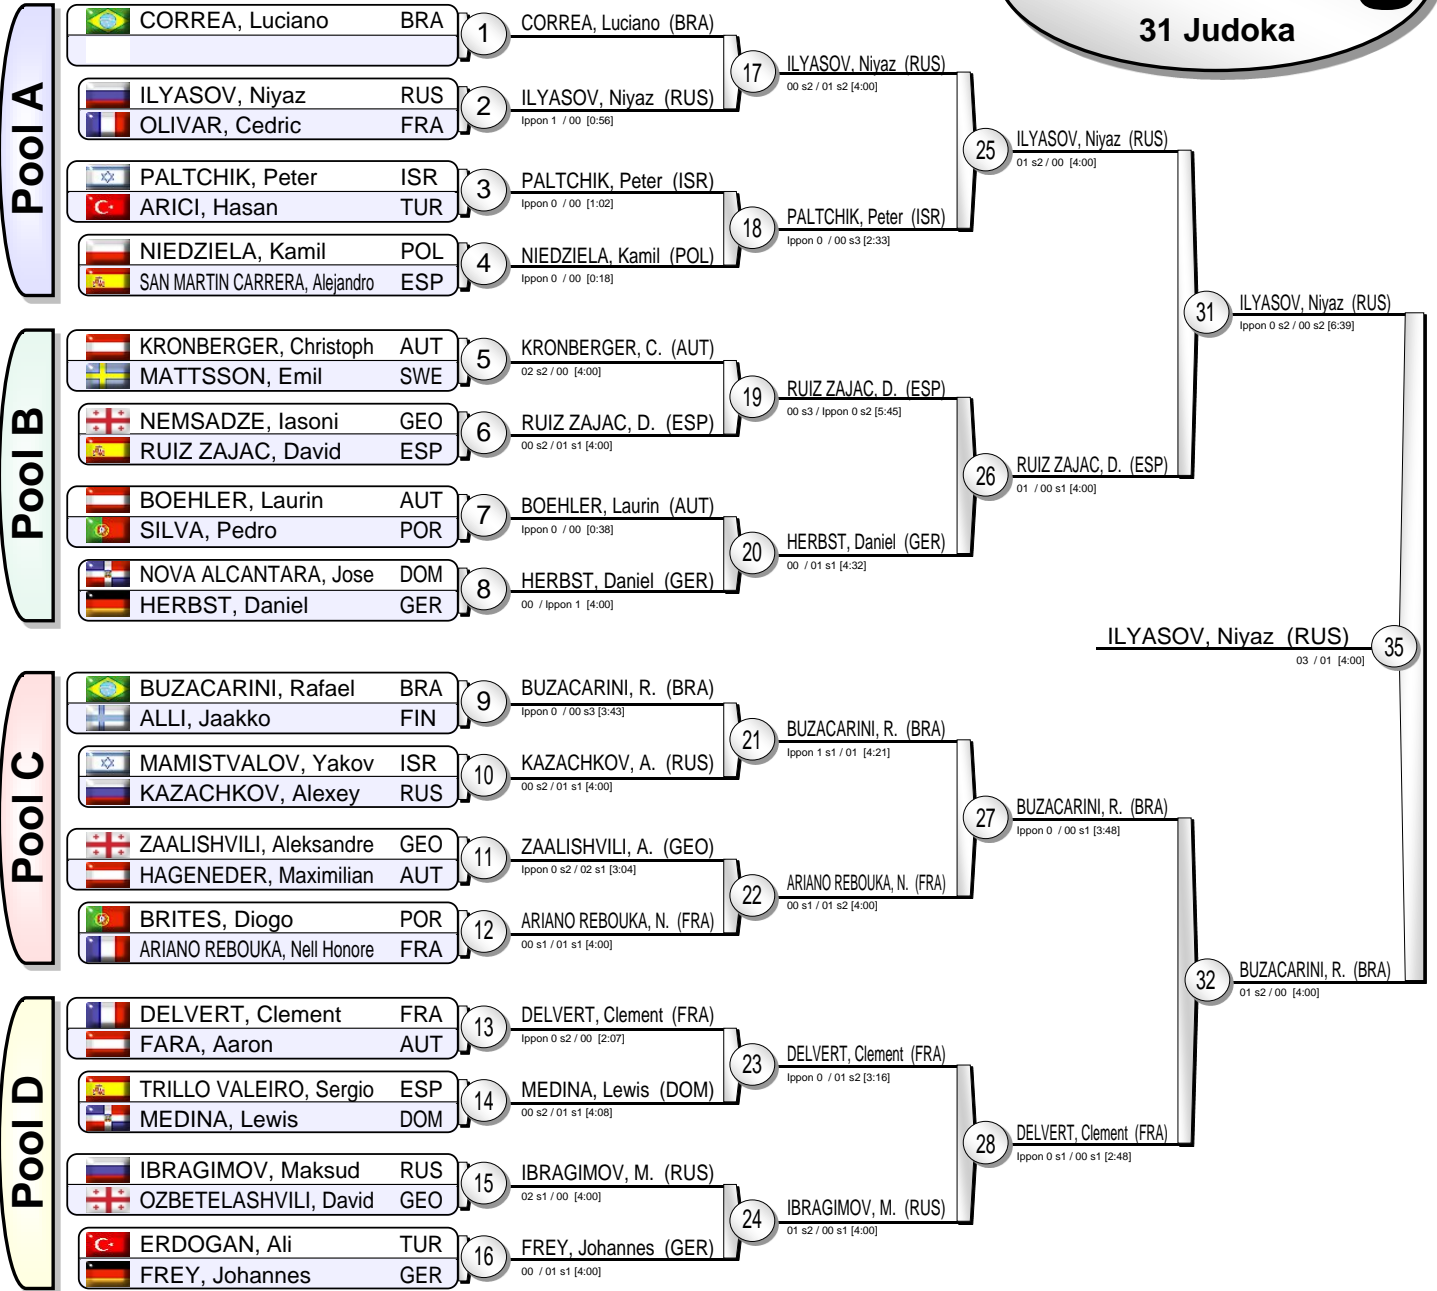 31 Judoka
Pool A
CORREA, Luciano BRA
1
CORREA, Luciano (BRA)
ILYASOV, Niyaz RUS
OLIVAR, Cedric FRA
2
ILYASOV, Niyaz (RUS)
Ippon 1 / 00 [0:56]
17
ILYASOV, Niyaz (RUS)
00 s2 / 01 s2 [4:00]
PALTCHIK, Peter ISR
ARICI, Hasan TUR
3
PALTCHIK, Peter (ISR)
Ippon 0 / 00 [1:02]
NIEDZIELA, Kamil POL
SAN MARTIN CARRERA, Alejandro ESP
4
NIEDZIELA, Kamil (POL)
Ippon 0 / 00 [0:18]
18
PALTCHIK, Peter (ISR)
Ippon 0 / 00 s3 [2:33]
25
ILYASOV, Niyaz (RUS)
01 s2 / 00 [4:00]
Pool B
KRONBERGER, Christoph AUT
MATTSSON, Emil SWE
5
KRONBERGER, C. (AUT)
02 s2 / 00 [4:00]
NEMSADZE, Iasoni GEO
RUIZ ZAJAC, David ESP
6
RUIZ ZAJAC, D. (ESP)
00 s2 / 01 s1 [4:00]
19
RUIZ ZAJAC, D. (ESP)
00 s3 / Ippon 0 s2 [5:45]
BOEHLER, Laurin AUT
SILVA, Pedro POR
7
BOEHLER, Laurin (AUT)
Ippon 0 / 00 [0:38]
NOVA ALCANTARA, Jose DOM
HERBST, Daniel GER
8
HERBST, Daniel (GER)
00 / Ippon 1 [4:00]
20
HERBST, Daniel (GER)
00 / 01 s1 [4:32]
26
RUIZ ZAJAC, D. (ESP)
01 / 00 s1 [4:00]
31
ILYASOV, Niyaz (RUS)
Ippon 0 s2 / 00 s2 [6:39]
ILYASOV, Niyaz (RUS)
03 / 01 [4:00]
35
Pool C
BUZACARINI, Rafael BRA
ALLI, Jaakko FIN
9
BUZACARINI, R. (BRA)
Ippon 0 / 00 s3 [3:43]
MAMISTVALOV, Yakov ISR
KAZACHKOV, Alexey RUS
10
KAZACHKOV, A. (RUS)
00 s2 / 01 s1 [4:00]
21
BUZACARINI, R. (BRA)
Ippon 1 s1 / 01 [4:21]
ZAALISHVILI, Aleksandre GEO
HAGENEDER, Maximilian AUT
11
ZAALISHVILI, A. (GEO)
Ippon 0 s2 / 02 s1 [3:04]
BRITES, Diogo POR
ARIANO REBOUKA, Nell Honore FRA
12
ARIANO REBOUKA, N. (FRA)
00 s1 / 01 s1 [4:00]
22
ARIANO REBOUKA, N. (FRA)
00 s1 / 01 s2 [4:00]
27
BUZACARINI, R. (BRA)
Ippon 0 / 00 s1 [3:48]
Pool D
DELVERT, Clement FRA
FARA, Aaron AUT
13
DELVERT, Clement (FRA)
Ippon 0 s2 / 00 [2:07]
TRILLO VALEIRO, Sergio ESP
MEDINA, Lewis DOM
14
MEDINA, Lewis (DOM)
00 s2 / 01 s1 [4:08]
23
DELVERT, Clement (FRA)
Ippon 0 / 01 s2 [3:16]
IBRAGIMOV, Maksud RUS
OZBETELASHVILI, David GEO
15
IBRAGIMOV, M. (RUS)
02 s1 / 00 [4:00]
ERDOGAN, Ali TUR
FREY, Johannes GER
16
FREY, Johannes (GER)
00 / 01 s1 [4:00]
24
IBRAGIMOV, M. (RUS)
01 s2 / 00 s1 [4:00]
28
DELVERT, Clement (FRA)
Ippon 0 s1 / 00 s1 [2:48]
32
BUZACARINI, R. (BRA)
01 s2 / 00 [4:00]